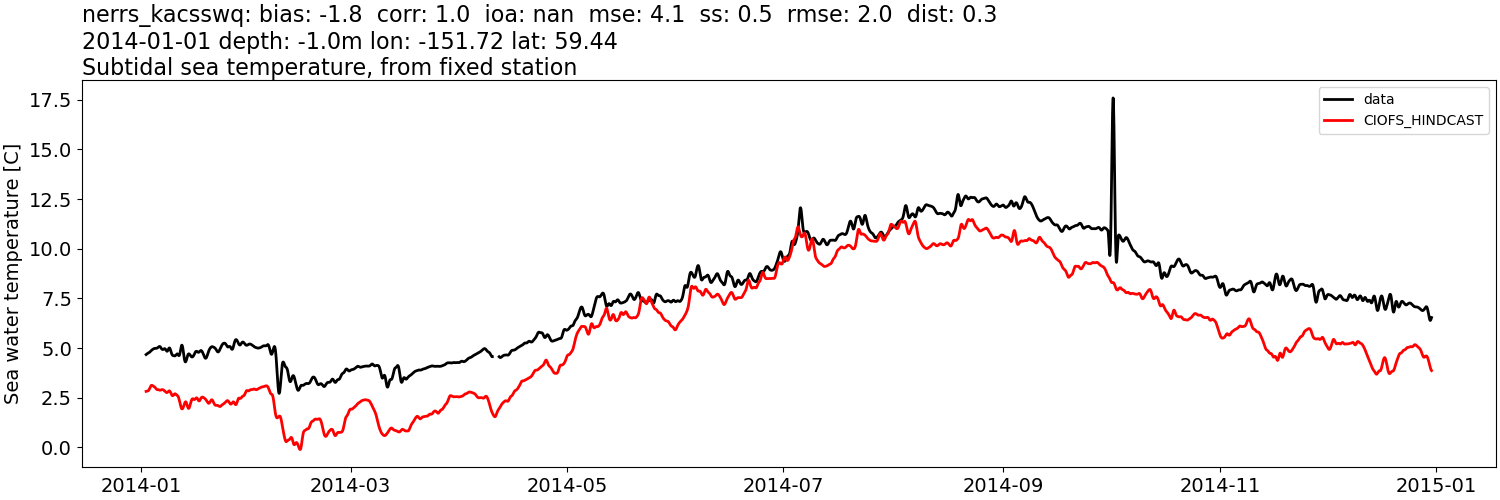 nerrs_kacsswq: bias: -1.8  corr: 1.0  ioa: nan  mse: 4.1  ss: 0.5  rmse: 2.0  dist: 0.3
2014-01-01 depth: -1.0m lon: -151.72 lat: 59.44
Subtidal sea temperature, from fixed station
Sea water temperature [C]
17.5
15.0
12.5
10.0
7.5
5.0
2.5
0.0
data
CIOFS_HINDCAST
2014-01
2014-03
2014-05
2014-07
2014-09
2014-11
2015-01